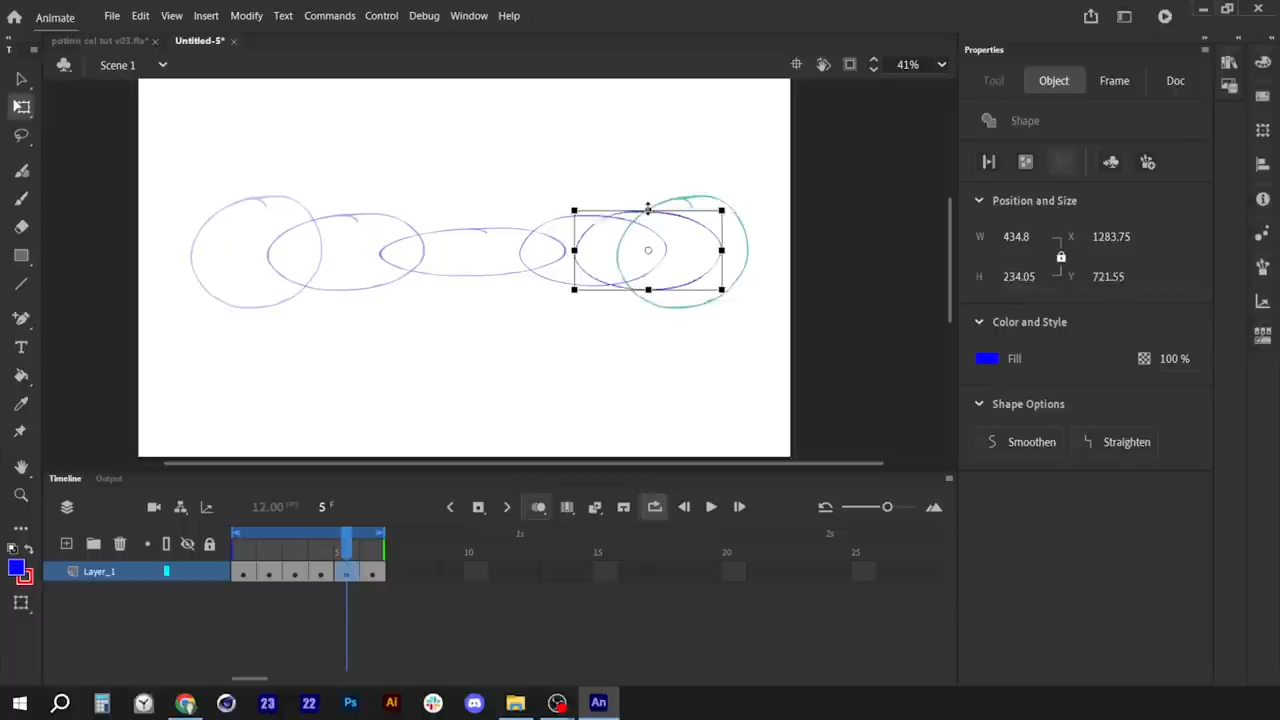 Animate File Edit View Insert Modify Text Commands Control Debug Window Help
potion cel tut v03.fla* Untitled-5*
Scene 1
41%
Properties
Tool Object Frame Doc
Shape
Position and Size
W 434.8 X 1283.75
H 234.05 Y 721.55
Color and Style
Fill 100 %
Shape Options
Smoothen Straighten
Timeline Output
12.00 FPS 5 F
1s 2s
5 10 15 20 25
Layer_1
23 22 Ps Ai An